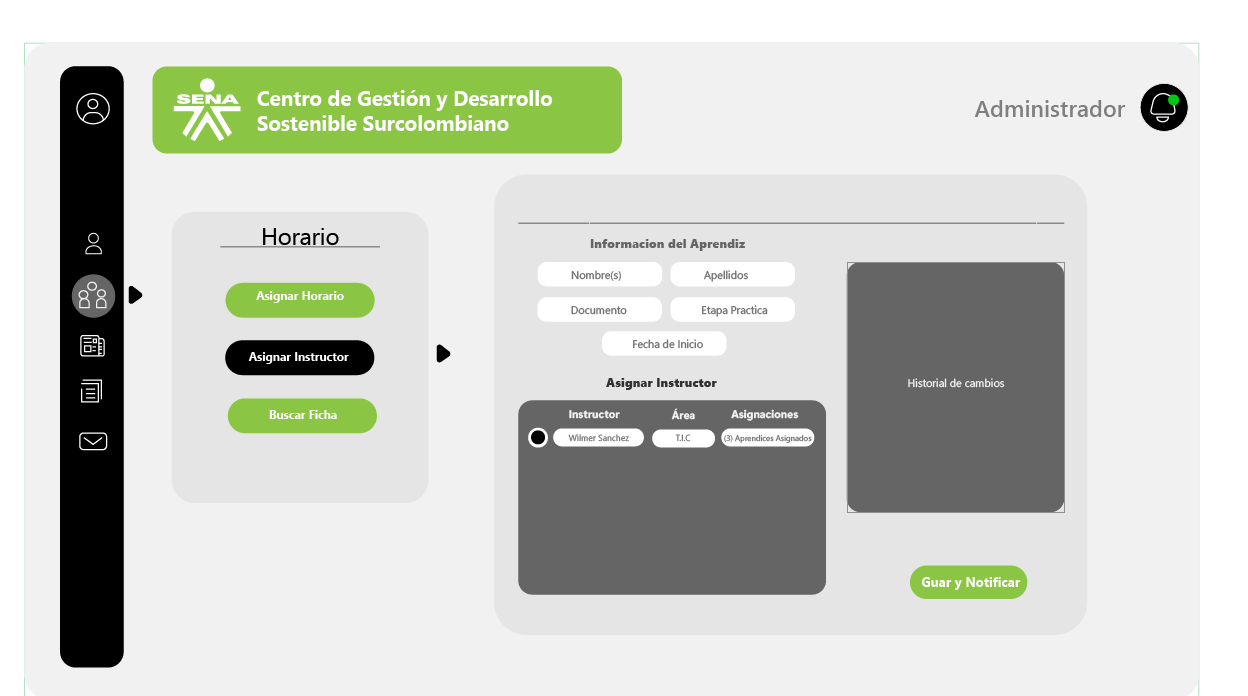 SENA
Centro de Gestión y Desarrollo
Sostenible Surcolombiano
Administrador
Horario
Asignar Horario
Asignar Instructor
Buscar Ficha
Informacion del Aprendiz
Nombre(s)
Apellidos
Documento
Etapa Practica
Fecha de Inicio
Asignar Instructor
Instructor
Área
Asignaciones
Wilmer Sanchez
T.I.C
(3) Aprendices Asignados
Historial de cambios
Guar y Notificar